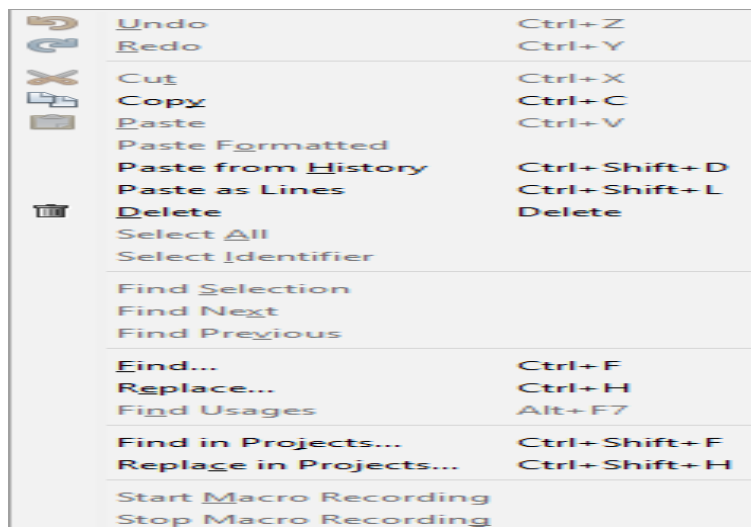 Undo Ctrl+Z
Redo Ctrl+Y
Cut Ctrl+X
Copy Ctrl+C
Paste Ctrl+V
Paste Formatted
Paste from History Ctrl+Shift+D
Paste as Lines Ctrl+Shift+L
Delete Delete
Select All
Select Identifier
Find Selection
Find Next
Find Previous
Find... Ctrl+F
Replace... Ctrl+H
Find Usages Alt+F7
Find in Projects... Ctrl+Shift+F
Replace in Projects... Ctrl+Shift+H
Start Macro Recording
Stop Macro Recording